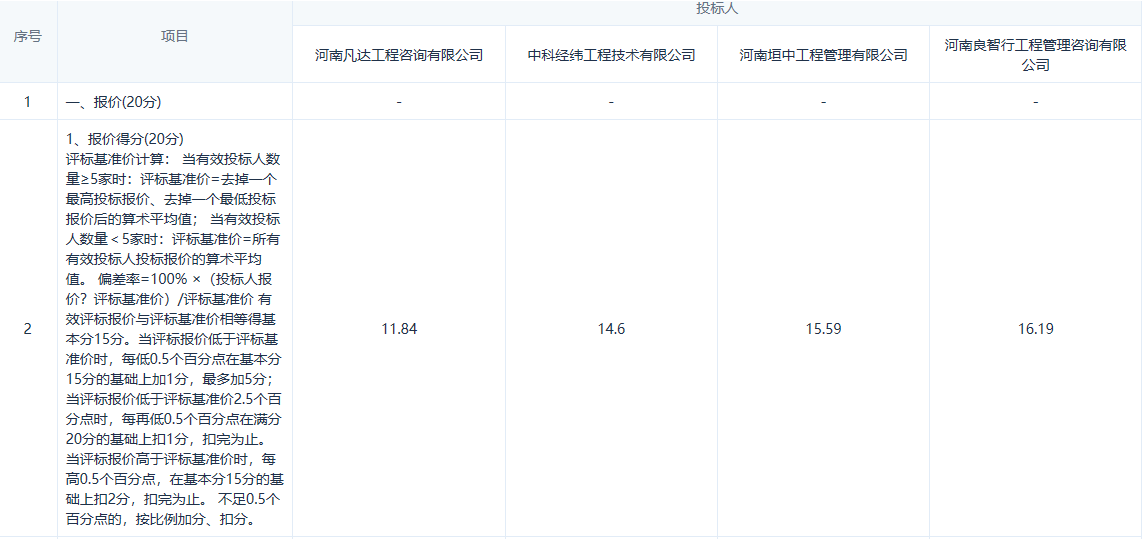 投标人
序号
项目
河南凡达工程咨询有限公司
中科经纬工程技术有限公司
河南垣中工程管理有限公司
河南良智行工程管理咨询有限
公司
1
一、报价(20分)
-
-
-
-
2
1、报价得分(20分)
评标基准价计算： 当有效投标人数
量≥5家时：评标基准价=去掉一个
最高投标报价、去掉一个最低投标
报价后的算术平均值； 当有效投标
人数量＜5家时：评标基准价=所有
有效投标人投标报价的算术平均
值。 偏差率=100% ×（投标人报
价？评标基准价）/评标基准价 有
效评标报价与评标基准价相等得基
本分15分。当评标报价低于评标基
准价时，每低0.5个百分点在基本分
15分的基础上加1分，最多加5分；
当评标报价低于评标基准价2.5个百
分点时，每再低0.5个百分点在满分
20分的基础上扣1分，扣完为止。
当评标报价高于评标基准价时，每
高0.5个百分点，在基本分15分的基
础上扣2分，扣完为止。 不足0.5个
百分点的，按比例加分、扣分。
11.84
14.6
15.59
16.19